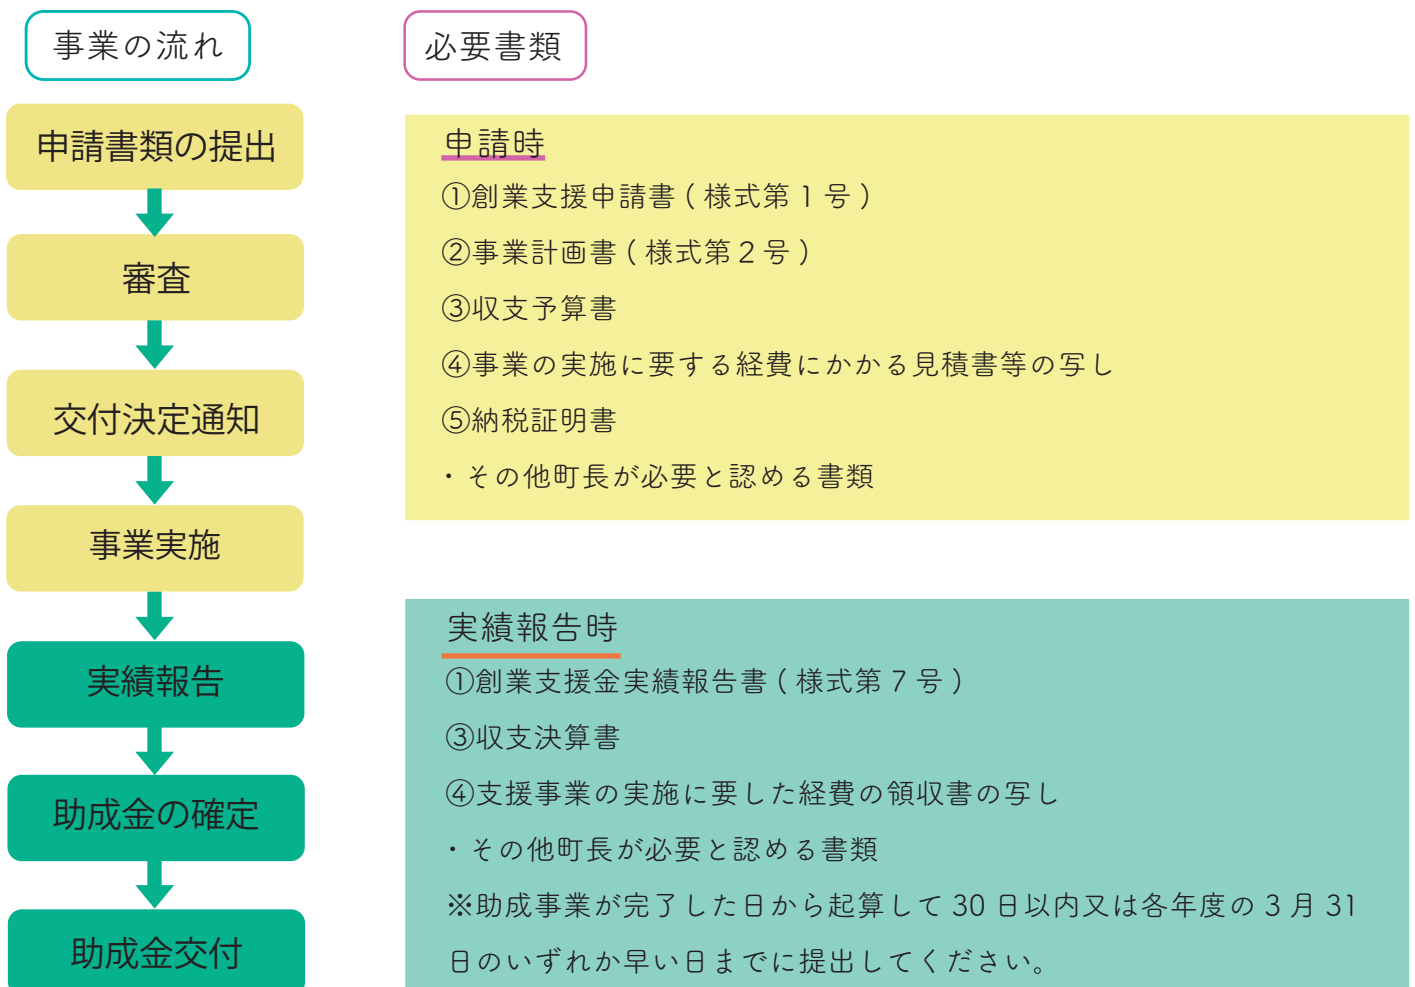 事業の流れ
申請書類の提出
審査
交付決定通知
事業実施
実績報告
助成金の確定
助成金交付
必要書類
申請時
①創業支援申請書(様式第1号)
②事業計画書(様式第2号)
③収支予算書
④事業の実施に要する経費にかかる見積書等の写し
⑤納税証明書
・その他町長が必要と認める書類
実績報告時
①創業支援金実績報告書(様式第7号)
③収支決算書
④支援事業の実施に要した経費の領収書の写し
・その他町長が必要と認める書類
※助成事業が完了した日から起算して30日以内又は各年度の3月31
日のいずれか早い日までに提出してください。